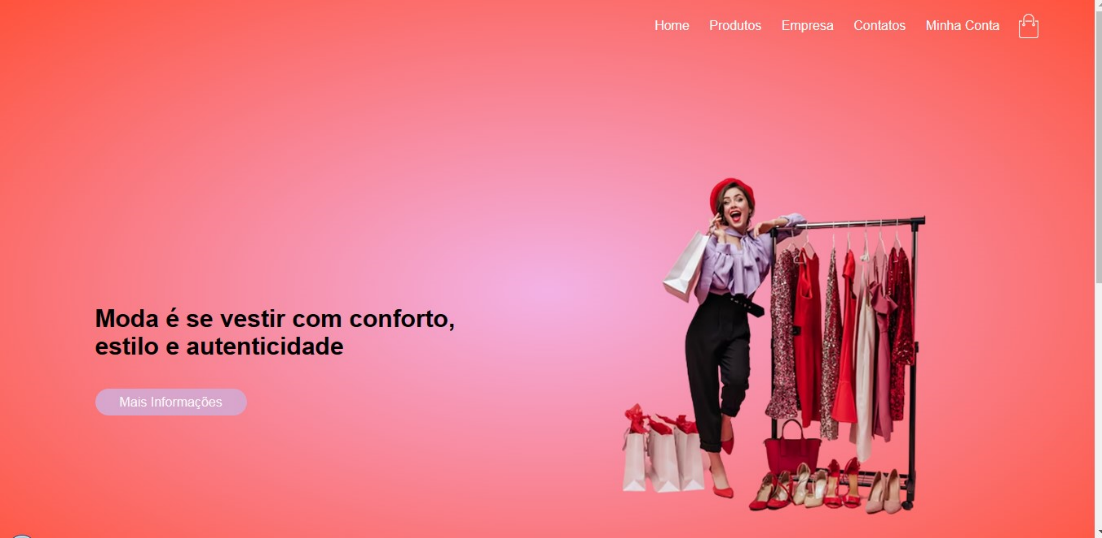 Home Produtos Empresa Contatos Minha Conta
Moda é se vestir com conforto,
estilo e autenticidade
Mais Informações